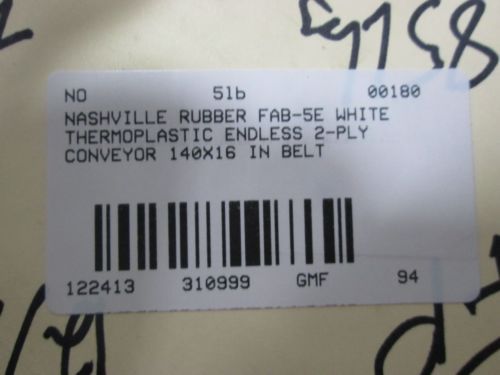 NO 5lb 00180
NASHVILLE RUBBER FAB-5E WHITE
THERMOPLASTIC ENDLESS 2-PLY
CONVEYOR 140X16 IN BELT
122413 310999 GMF 94